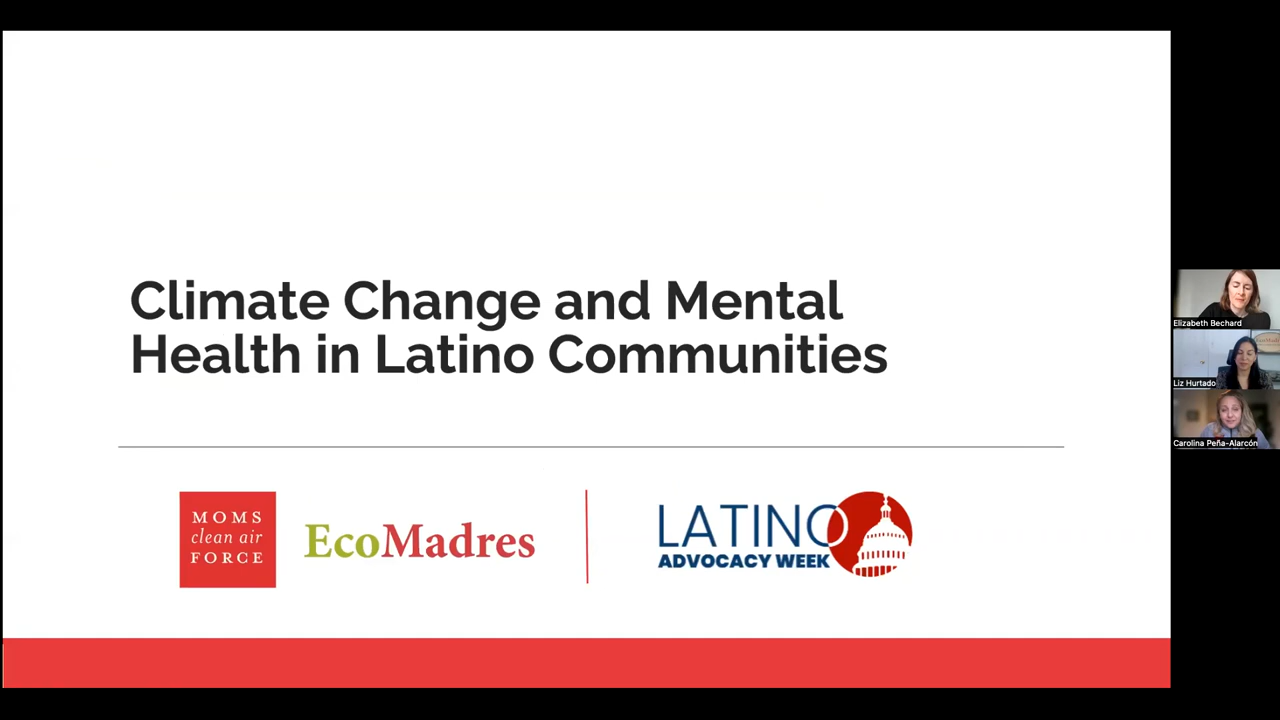 Climate Change and Mental
Health in Latino Communities
MOMS
clean air
FORCE
EcoMadres
LATINO
ADVOCACY WEEK
Elizabeth Bechard
Liz Hurtado
Carolina Peña-Alarcón